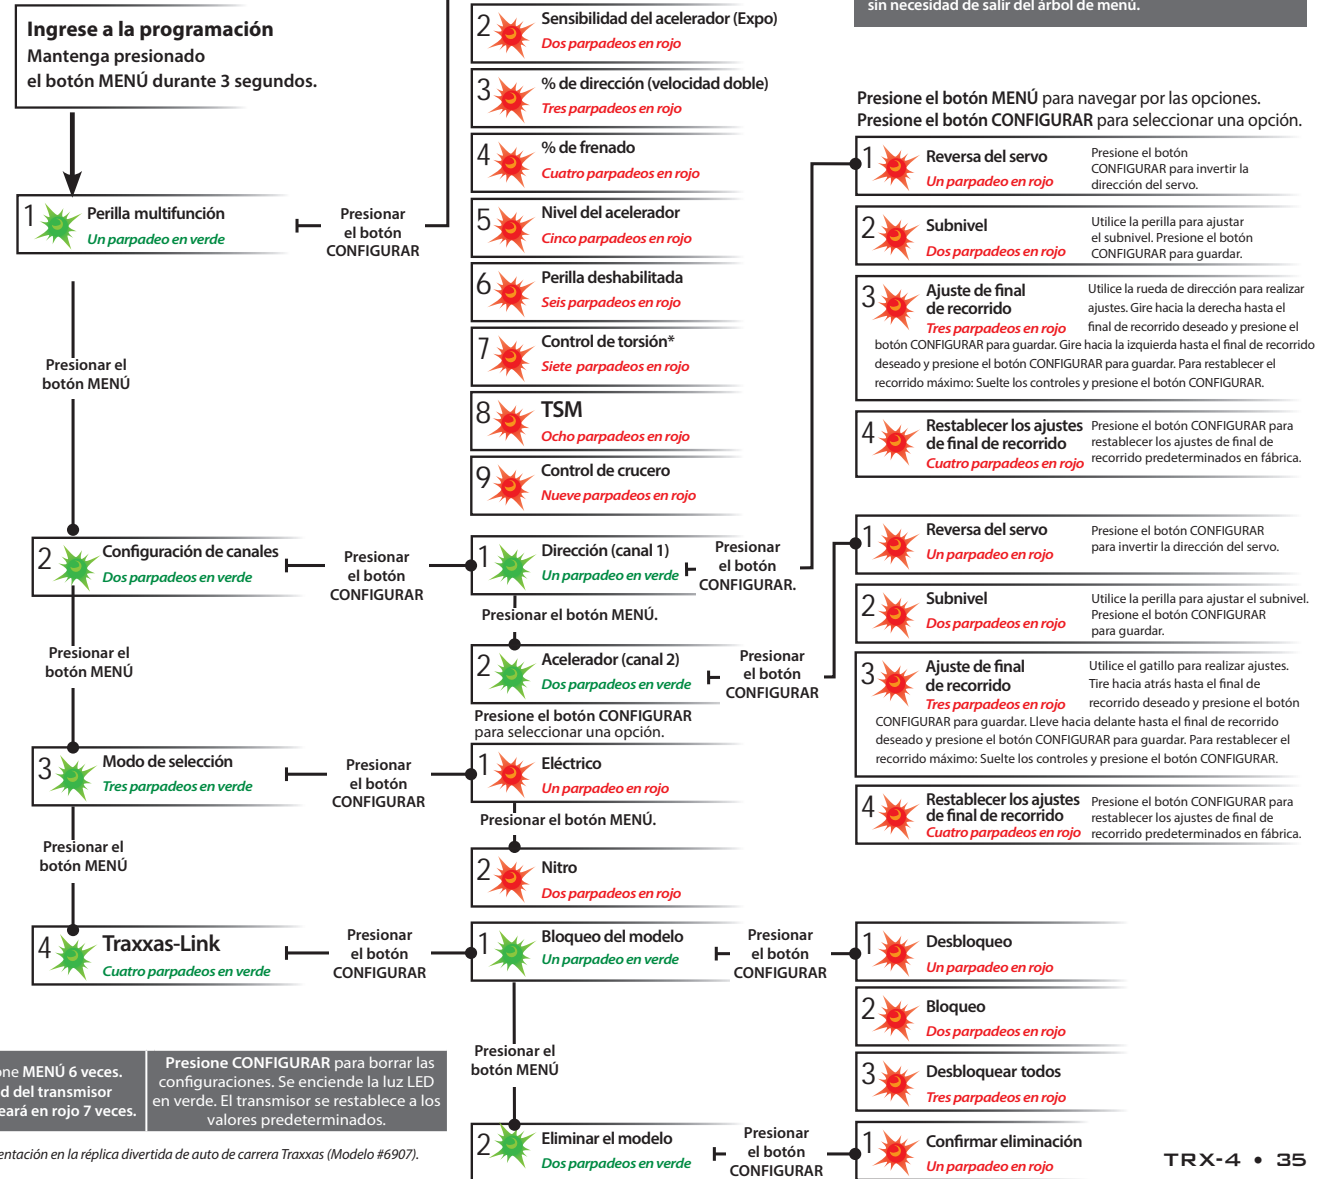 sin necesidad de salir del árbol de menú.
Ingrese a la programación
Mantenga presionado
el botón MENÚ durante 3 segundos.
1
Perilla multifunción
Un parpadeo en verde
Presionar
el botón
CONFIGURAR
2
Sensibilidad del acelerador (Expo)
Dos parpadeos en rojo
3
% de dirección (velocidad doble)
Tres parpadeos en rojo
4
% de frenado
Cuatro parpadeos en rojo
5
Nivel del acelerador
Cinco parpadeos en rojo
6
Perilla deshabilitada
Seis parpadeos en rojo
7
Control de torsión*
Siete parpadeos en rojo
8
TSM
Ocho parpadeos en rojo
9
Control de crucero
Nueve parpadeos en rojo
Presionar el
botón MENÚ
2
Configuración de canales
Dos parpadeos en verde
Presionar
el botón
CONFIGURAR
1
Dirección (canal 1)
Un parpadeo en verde
Presionar
el botón
CONFIGURAR.
Presionar el botón MENÚ.
2
Acelerador (canal 2)
Dos parpadeos en verde
Presionar
el botón
CONFIGURAR
Presione el botón MENÚ para navegar por las opciones.
Presione el botón CONFIGURAR para seleccionar una opción.
1
Reversa del servo
Un parpadeo en rojo
Presione el botón
CONFIGURAR para invertir la
dirección del servo.
2
Subnivel
Dos parpadeos en rojo
Utilice la perilla para ajustar
el subnivel. Presione el botón
CONFIGURAR para guardar.
3
Ajuste de final
de recorrido
Tres parpadeos en rojo
Utilice la rueda de dirección para realizar
ajustes. Gire hacia la derecha hasta el
final de recorrido deseado y presione el
botón CONFIGURAR para guardar. Gire hacia la izquierda hasta el final de recorrido
deseado y presione el botón CONFIGURAR para guardar. Para restablecer el
recorrido máximo: Suelte los controles y presione el botón CONFIGURAR.
4
Restablecer los ajustes
de final de recorrido
Cuatro parpadeos en rojo
Presione el botón CONFIGURAR para
restablecer los ajustes de final de
recorrido predeterminados en fábrica.
1
Reversa del servo
Un parpadeo en rojo
Presione el botón CONFIGURAR
para invertir la dirección del servo.
2
Subnivel
Dos parpadeos en rojo
Utilice la perilla para ajustar el subnivel.
Presione el botón CONFIGURAR
para guardar.
3
Ajuste de final
de recorrido
Tres parpadeos en rojo
Utilice el gatillo para realizar ajustes.
Tire hacia atrás hasta el final de
recorrido deseado y presione el botón
CONFIGURAR para guardar. Lleve hacia delante hasta el final de recorrido
deseado y presione el botón CONFIGURAR para guardar. Para restablecer el
recorrido máximo: Suelte los controles y presione el botón CONFIGURAR.
4
Restablecer los ajustes
de final de recorrido
Cuatro parpadeos en rojo
Presione el botón CONFIGURAR para
restablecer los ajustes de final de
recorrido predeterminados en fábrica.
Presionar el
botón MENÚ
3
Modo de selección
Tres parpadeos en verde
Presionar
el botón
CONFIGURAR
Presione el botón CONFIGURAR
para seleccionar una opción.
1
Eléctrico
Un parpadeo en rojo
Presionar el botón MENÚ.
2
Nitro
Dos parpadeos en rojo
Presionar el
botón MENÚ
4
Traxxas-Link
Cuatro parpadeos en verde
Presionar
el botón
CONFIGURAR
1
Bloqueo del modelo
Un parpadeo en verde
Presionar
el botón
CONFIGURAR
1
Desbloqueo
Un parpadeo en rojo
2
Bloqueo
Dos parpadeos en rojo
3
Desbloquear todos
Tres parpadeos en rojo
Presionar el
botón MENÚ
2
Eliminar el modelo
Dos parpadeos en verde
Presionar
el botón
CONFIGURAR
1
Confirmar eliminación
Un parpadeo en rojo
one MENÚ 6 veces.
d del transmisor
eará en rojo 7 veces.
Presione CONFIGURAR para borrar las
configuraciones. Se enciende la luz LED
en verde. El transmisor se restablece a los
valores predeterminados.
entación en la réplica divertida de auto de carrera Traxxas (Modelo #6907).
TRX-4 • 35